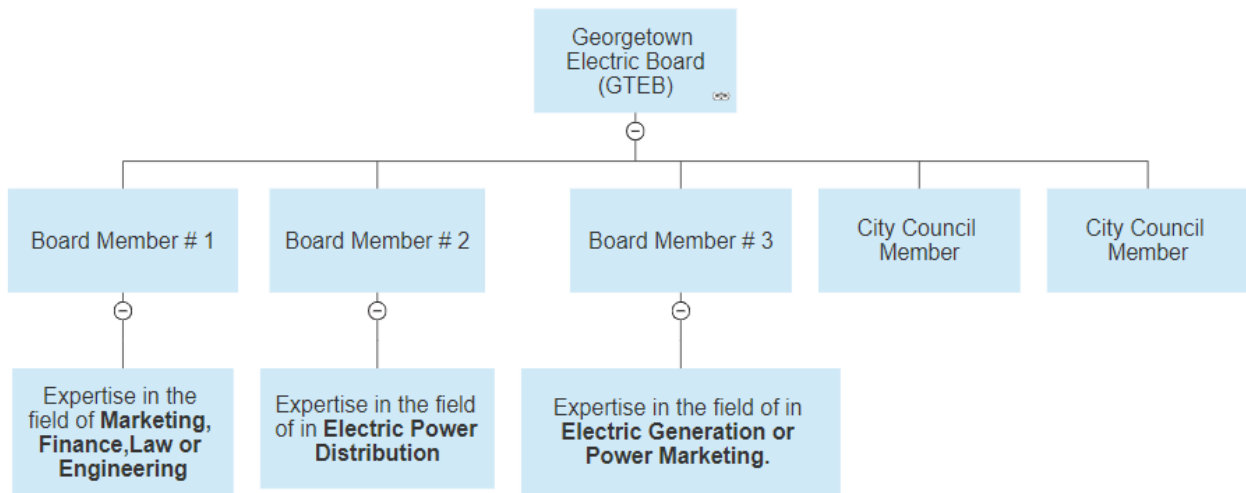 Georgetown
Electric Board
(GTEB)
Board Member # 1
Board Member # 2
Board Member # 3
City Council
Member
City Council
Member
Expertise in the
field of Marketing,
Finance,Law or
Engineering
Expertise in the field
of in Electric Power
Distribution
Expertise in the field of in
Electric Generation or
Power Marketing.